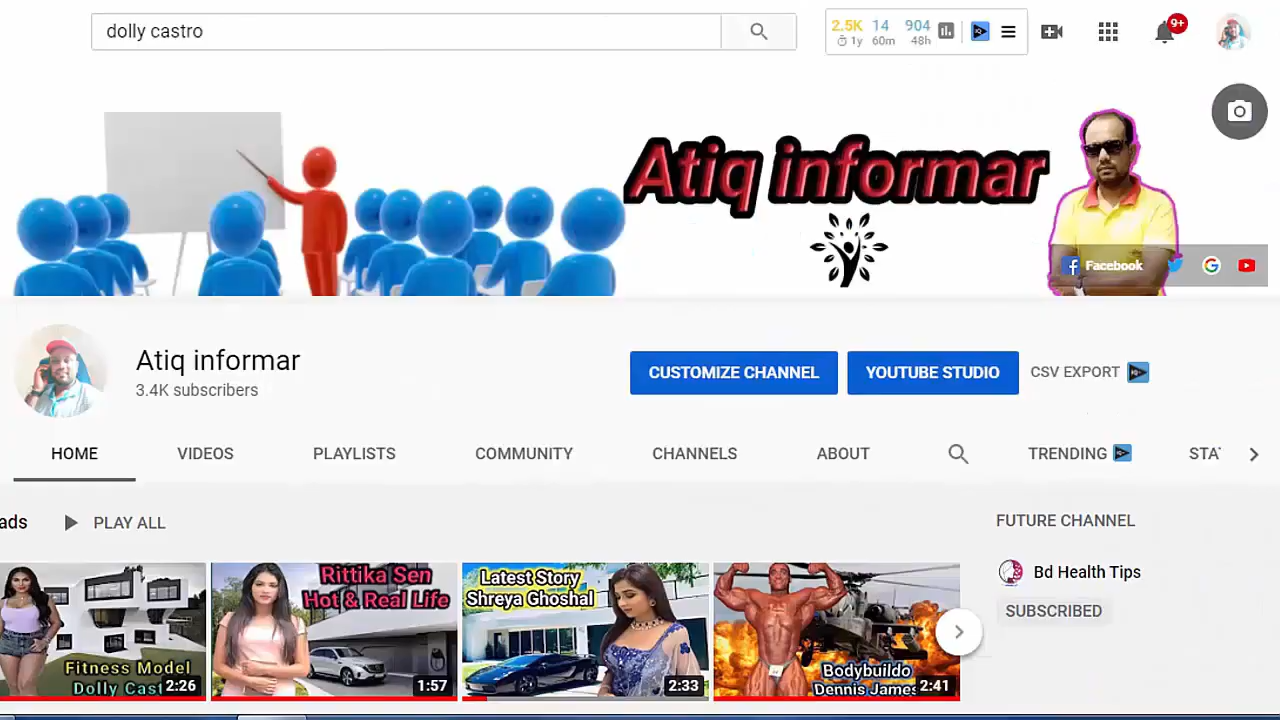 dolly castro
2.5K 14 904
1y 60m 48h
9+
Atiq informar
Facebook
Atiq informar
3.4K subscribers
CUSTOMIZE CHANNEL
YOUTUBE STUDIO
CSV EXPORT
HOME
VIDEOS
PLAYLISTS
COMMUNITY
CHANNELS
ABOUT
TRENDING
STAT
ads
PLAY ALL
FUTURE CHANNEL
Bd Health Tips
SUBSCRIBED
Fitness Model
Dolly Cast
2:26
Rittika Sen
Hot & Real Life
1:57
Latest Story
Shreya Ghoshal
2:33
Bodybuildo
Dennis James
2:41